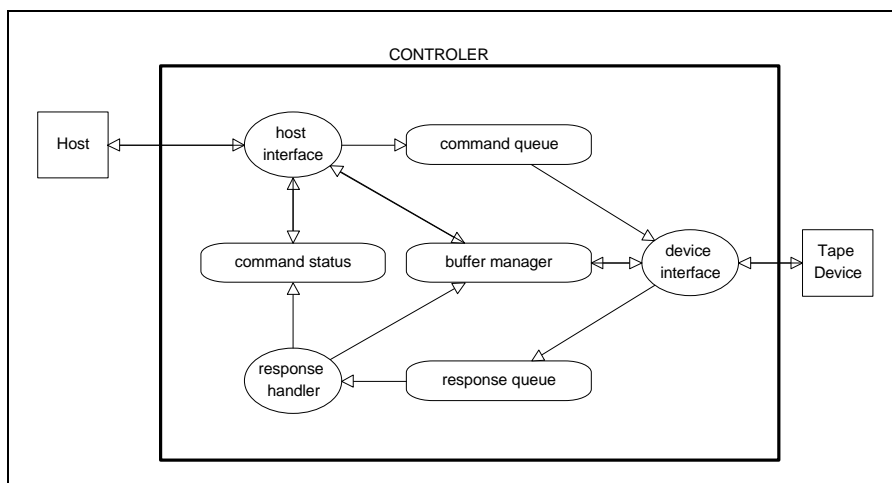 CONTROLER
Host
host
interface
command queue
command status
buffer manager
device
interface
Tape
Device
response
handler
response queue